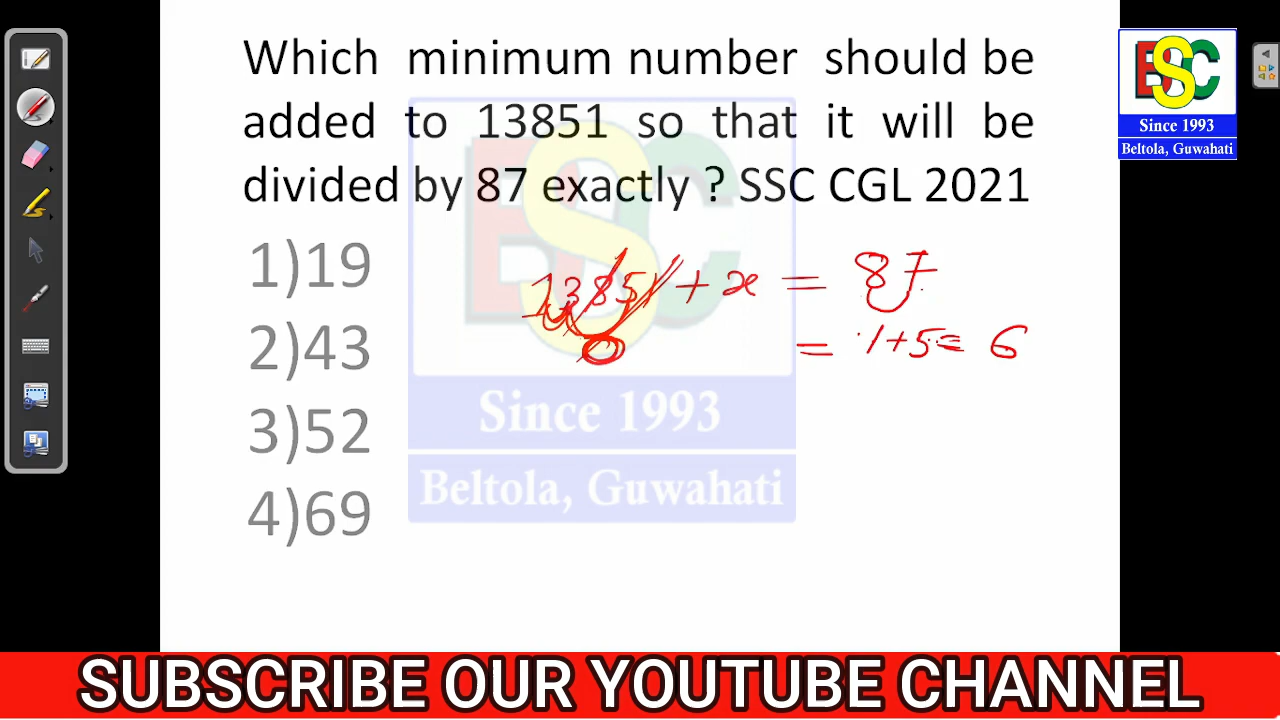 Which minimum number should be
added to 13851 so that it will be
divided by 87 exactly ? SSC CGL 2021
1)19
2)43
3)52
4)69
13851 + x = 87
0
= 1+5= 6
Since 1993
Beltola, Guwahati
BSC
Since 1993
Beltola, Guwahati
SUBSCRIBE OUR YOUTUBE CHANNEL